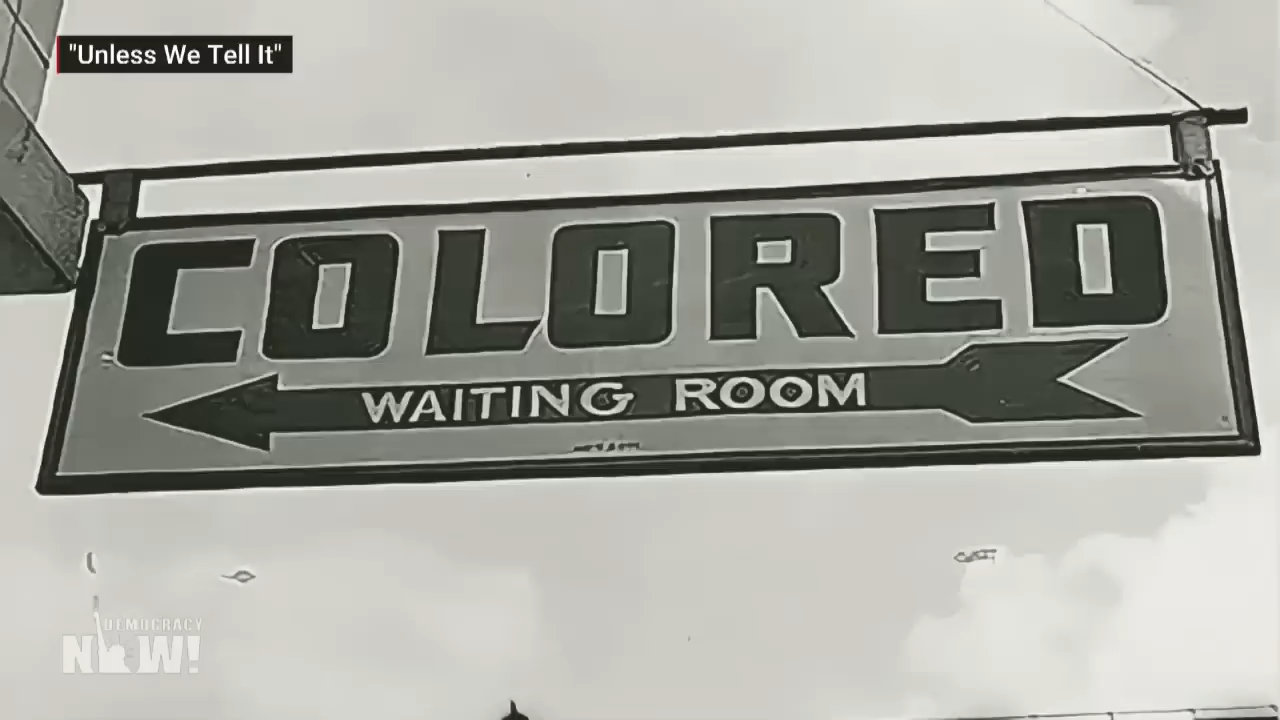 "Unless We Tell It"
COLORED
WAITING ROOM
DEMOCRACY
NOW!